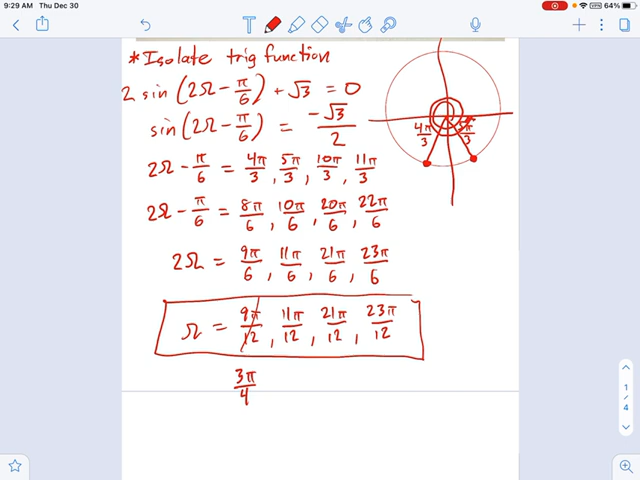 9:29 AM Thu Dec 30
64%
*Isolate trig function
2 sin (2Ω - π/6) + √3 = 0
sin (2Ω - π/6) = -√3/2
4π/3 5π/3
2Ω - π/6 = 4π/3, 5π/3, 10π/3, 11π/3
2Ω - π/6 = 8π/6, 10π/6, 20π/6, 22π/6
2Ω = 9π/6, 11π/6, 21π/6, 23π/6
Ω = 9π/12, 11π/12, 21π/12, 23π/12
3π/4
1
/
4